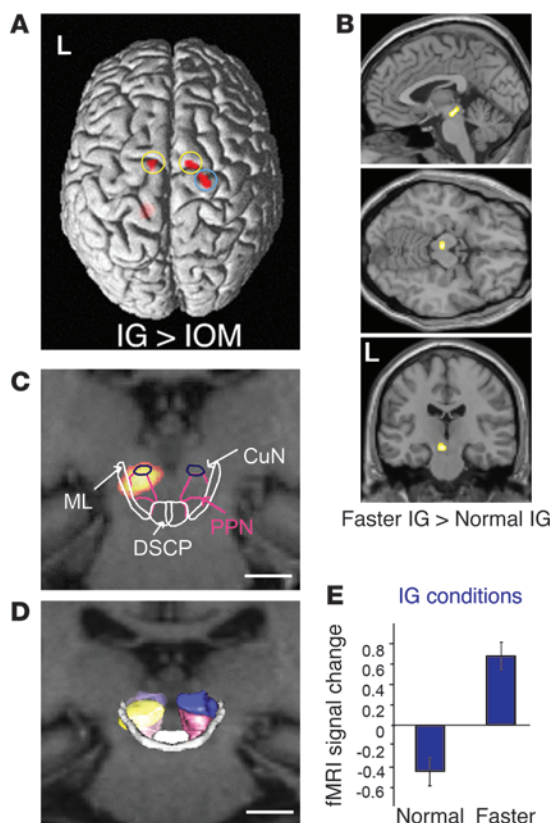 A
L
IG > IOM
B
L
Faster IG > Normal IG
C
CuN
ML
PPN
DSCP
D
E
IG conditions
fMRI signal change
0.8
0.6
0.4
0.2
0
-0.2
-0.4
-0.6
Normal Faster